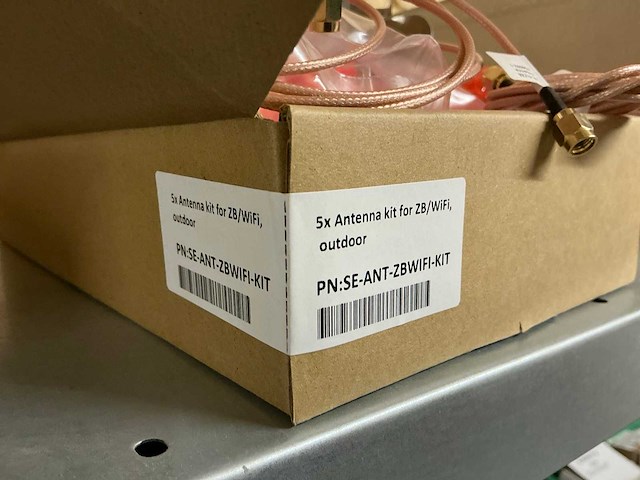 5x Antenna kit for ZB/WiFi,
outdoor
PN:SE-ANT-ZBWIFI-KIT
5x Antenna kit for ZB/WiFi,
outdoor
PN:SE-ANT-ZBWIFI-KIT